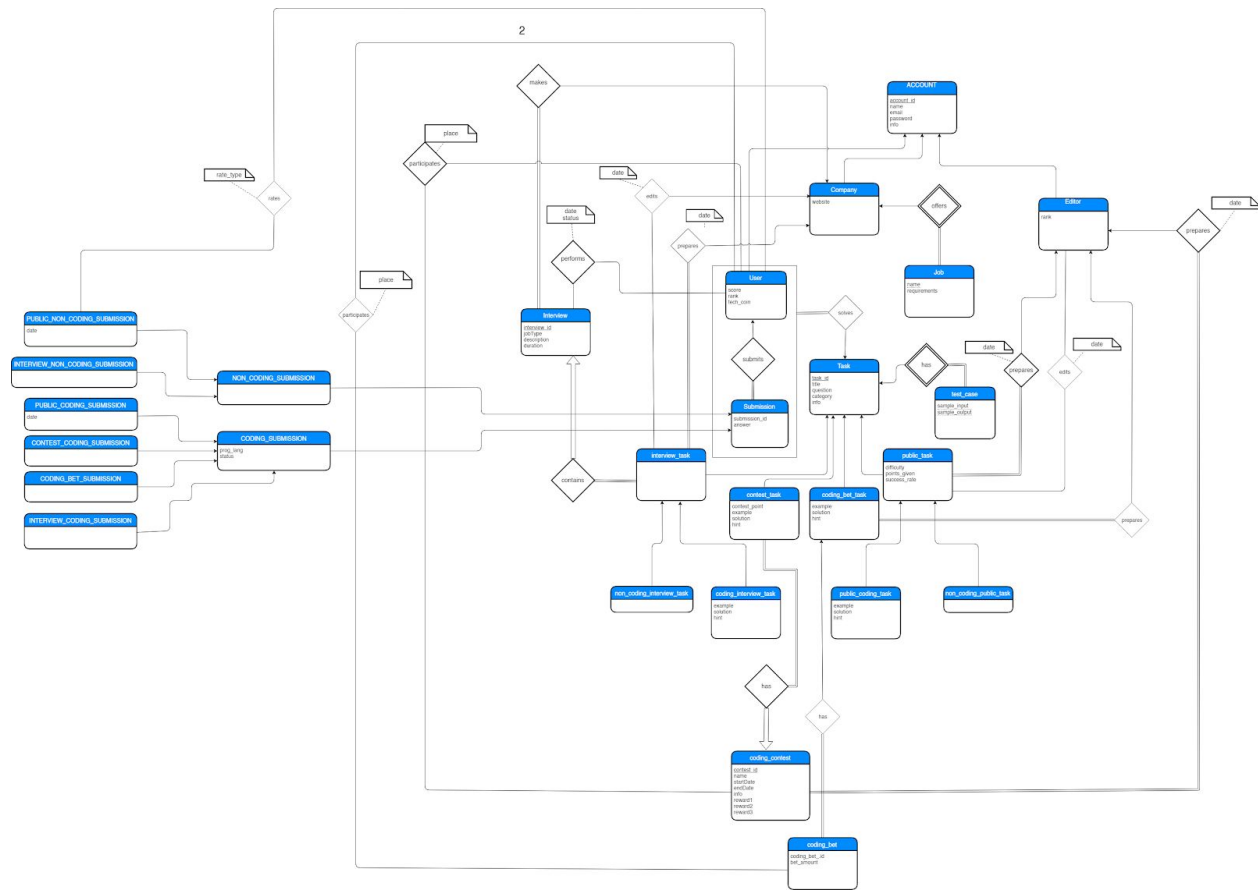 2
makes
ACCOUNT
account_id
name
email
password
info
place
participates
rate_type
rates
date
edits
Company
website
offers
Editor
rank
date
prepares
date
status
performs
date
prepares
Job
name
requirements
User
score
rank
tech_coin
place
participates
Interview
interview_id
jobType
description
duration
solves
submits
date
prepares
date
edits
Task
task_id
title
question
category
info
has
test_case
sample_input
sample_output
PUBLIC_NON_CODING_SUBMISSION
date
INTERVIEW_NON_CODING_SUBMISSION
NON_CODING_SUBMISSION
PUBLIC_CODING_SUBMISSION
date
CONTEST_CODING_SUBMISSION
CODING_SUBMISSION
prog_lang
status
CODING_BET_SUBMISSION
INTERVIEW_CODING_SUBMISSION
Submission
submission_id
answer
contains
interview_task
contest_task
contest_point
example
solution
hint
coding_bet_task
example
solution
hint
public_task
difficulty
points_given
success_rate
prepares
non_coding_interview_task
coding_interview_task
example
solution
hint
public_coding_task
example
solution
hint
non_coding_public_task
has
has
coding_contest
contest_id
name
startDate
endDate
info
reward1
reward2
reward3
coding_bet
coding_bet_id
bet_amount